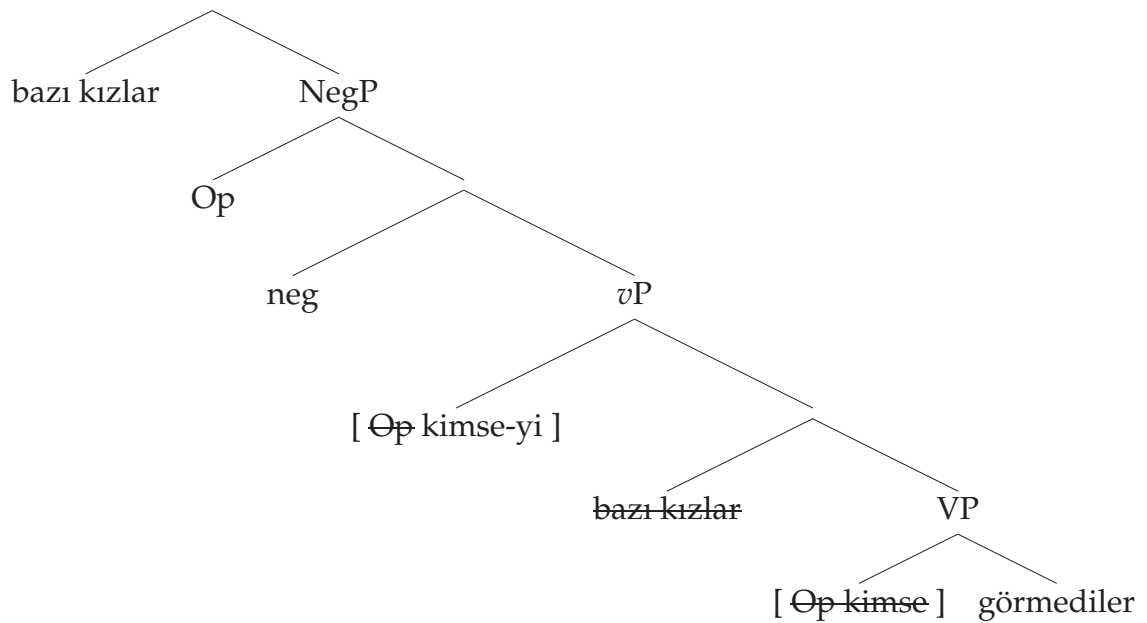 bazı kızlar NegP
Op
neg vP
[ Op kimse-yi ]
bazı kızlar VP
[ Op kimse ] görmediler